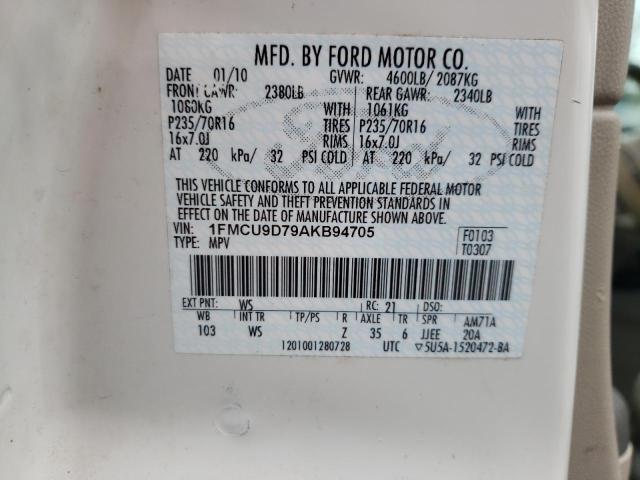 MFD. BY FORD MOTOR CO.
DATE 01/10 GVWR: 4600LB/ 2087KG
FRONT GAWR: 2380LB REAR GAWR: 2340LB
1080KG WITH 1061KG WITH
P235/70R16 TIRES P235/70R16 TIRES
16x7.0J RIMS 16x7.0J RIMS
AT 220 kPa/ 32 PSI COLD AT 220 kPa/ 32 PSI COLD
THIS VEHICLE CONFORMS TO ALL APPLICABLE FEDERAL MOTOR
VEHICLE SAFETY AND THEFT PREVENTION STANDARDS IN EFFECT
ON THE DATE OF MANUFACTURE SHOWN ABOVE.
VIN: 1FMCU9D79AKB94705 F0103
TYPE: MPV T0307
EXT PNT: WS RC: 21 DSO:
WB INT TR TP/PS R AXLE TR SPR AM71A
103 WS Z 35 6 JJEE 20A
1201001280728 UTC ▽5U5A-1520472-BA